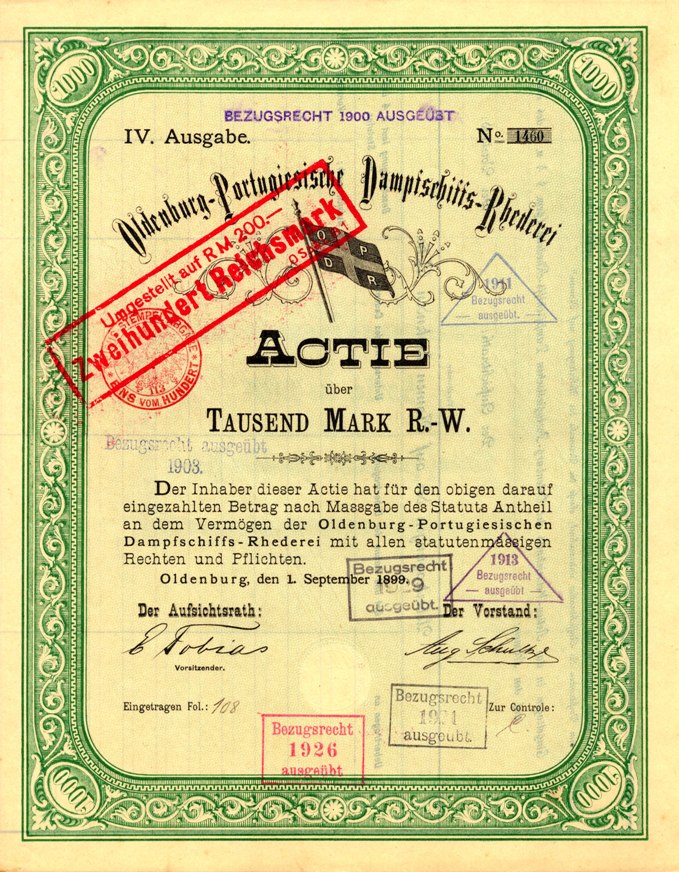 1000 1000
BEZUGSRECHT 1900 AUSGEÜBT
IV. Ausgabe. No. 1460
Oldenburg-Portugiesische Dampfschiffs-Rhederei
O P
D R
Umgestellt auf R M. 200.—
Zweihundert Reichsmark
1911
Bezugsrecht
— ausgeübt. —
ACTIE
EINS VOM HUNDERT
über
TAUSEND MARK R.-W.
Bezugsrecht ausgeübt
1903.
Der Inhaber dieser Actie hat für den obigen darauf
eingezahlten Betrag nach Massgabe des Statuts Antheil
an dem Vermögen der Oldenburg-Portugiesischen
Dampfschiffs-Rhederei mit allen statutenmässigen
Rechten und Pflichten.
Oldenburg, den 1. September 1899.
Bezugsrecht
ausgeübt.
1913
Bezugsrecht
— ausgeübt —
Der Aufsichtsrath: Der Vorstand:
E Tobias Aug Schultze
Vorsitzender.
Eingetragen Fol.: 108 Zur Controle:
Bezugsrecht
ausgeübt.
Bezugsrecht
1926
ausgeübt
1000 1000